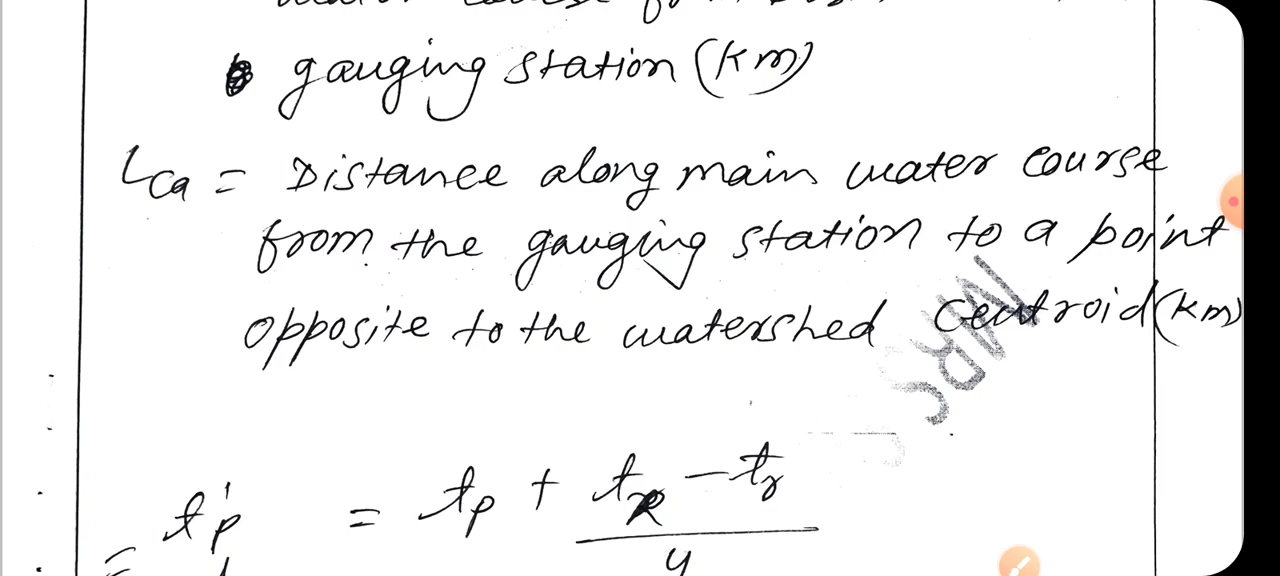 gauging station (Km)
Lca = Distance along main water course
from the gauging station to a point
opposite to the watershed centroid (Km)
tp' = tp + tR - tr
4